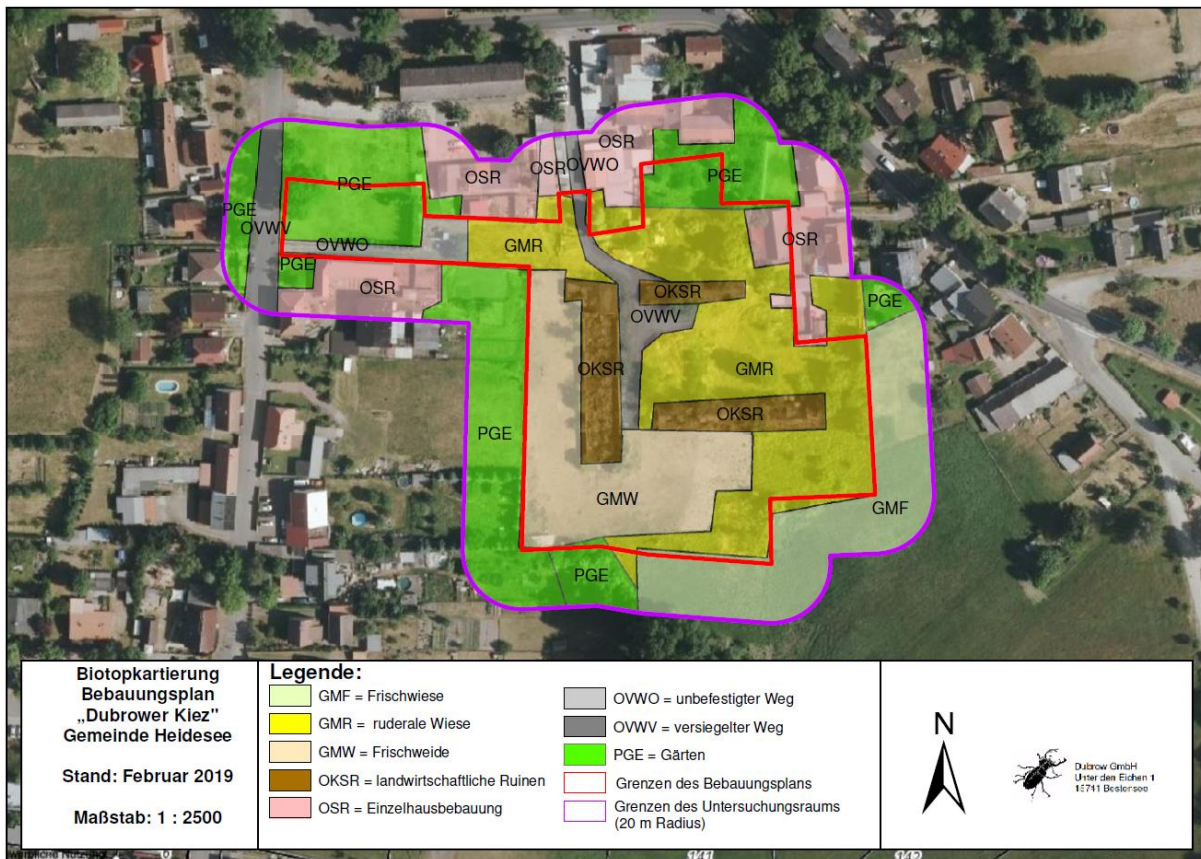 OSR
OVWO
OSR
OSR
PGE
PGE
PGE
OVWV
OVWO
GMR
OSR
PGE
OSR
OKSR
PGE
OVWV
OKSR
GMR
OKSR
PGE
GMW
GMF
PGE
Biotopkartierung
Bebauungsplan
„Dubrower Kiez"
Gemeinde Heidesee
Stand: Februar 2019
Maßstab: 1 : 2500
Legende:
GMF = Frischwiese
GMR = ruderale Wiese
GMW = Frischweide
OKSR = landwirtschaftliche Ruinen
OSR = Einzelhausbebauung
OVWO = unbefestigter Weg
OVWV = versiegelter Weg
PGE = Gärten
Grenzen des Bebauungsplans
Grenzen des Untersuchungsraums
(20 m Radius)
N
Dubrow GmbH
Unter den Eichen 1
15741 Bestensee
141
142